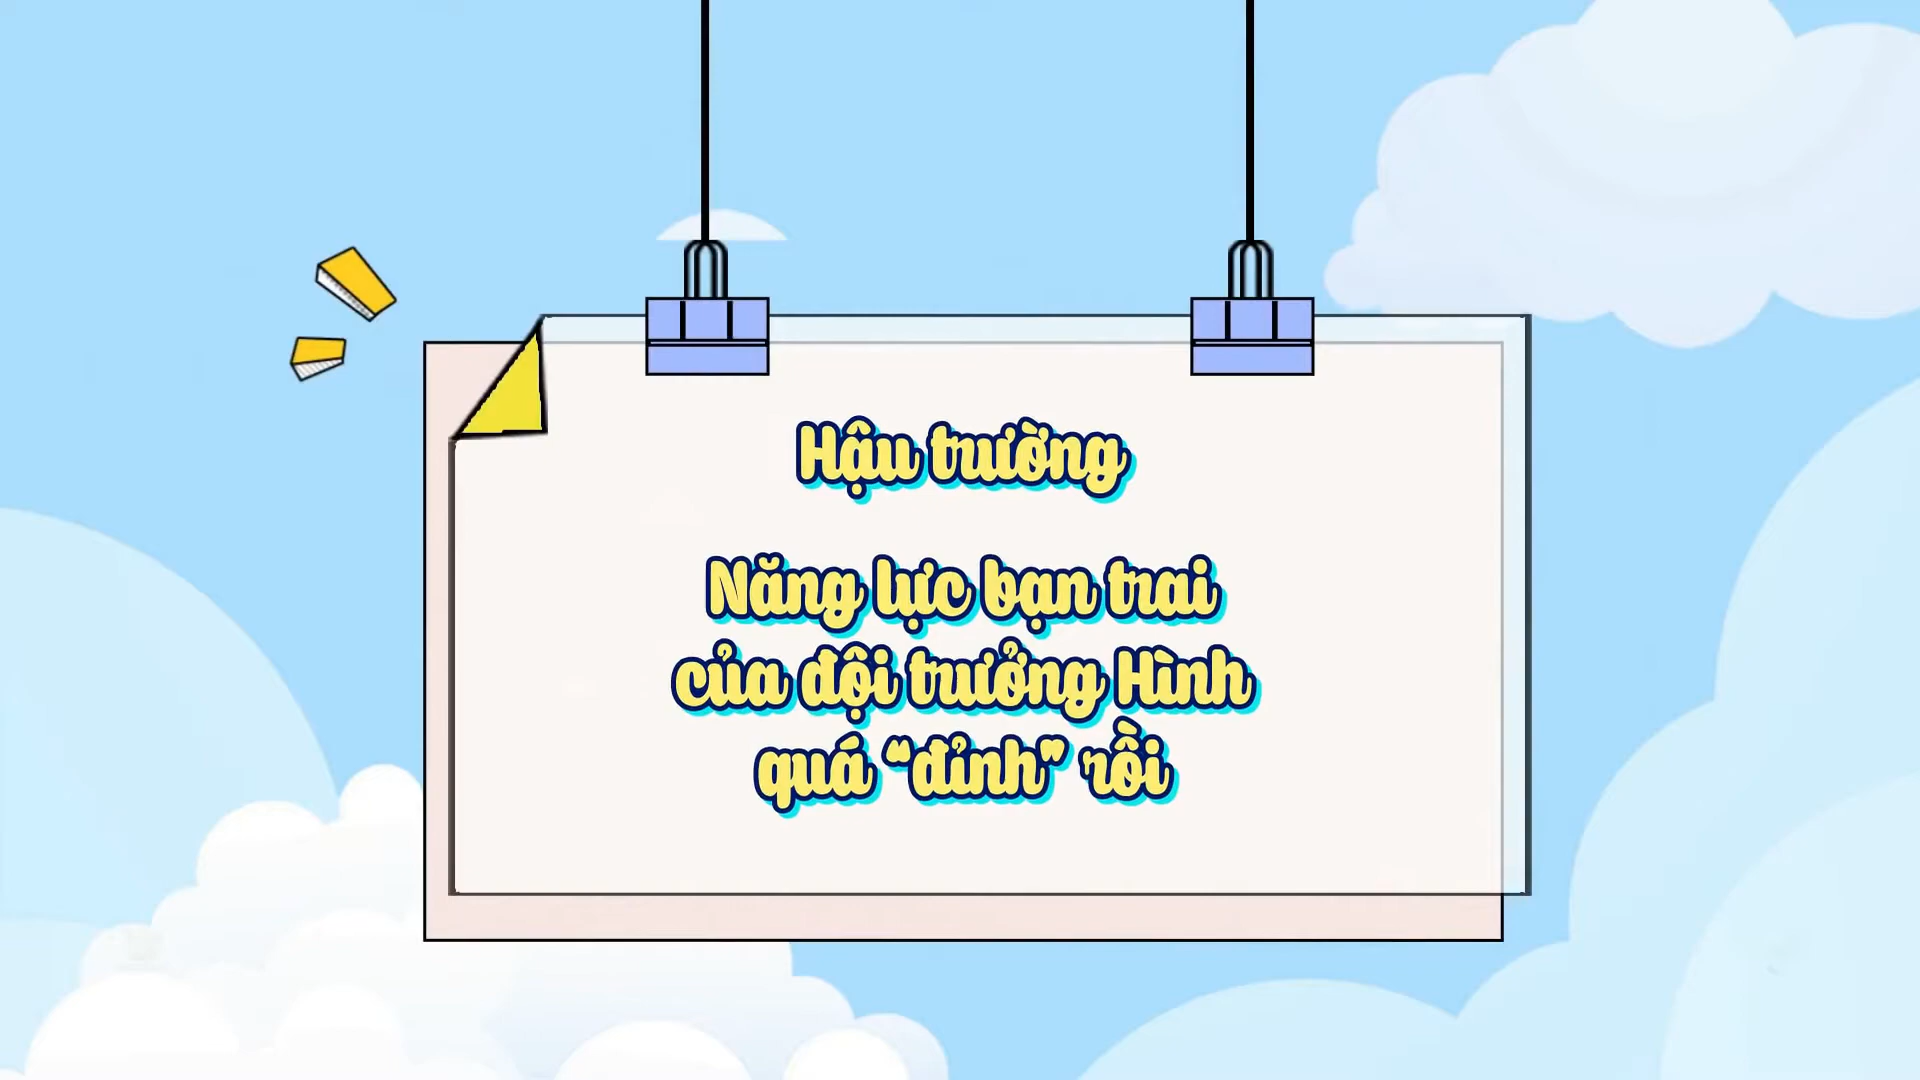 Hậu trường
Năng lực bạn trai
của đội trưởng Hình
quá “đỉnh” rồi